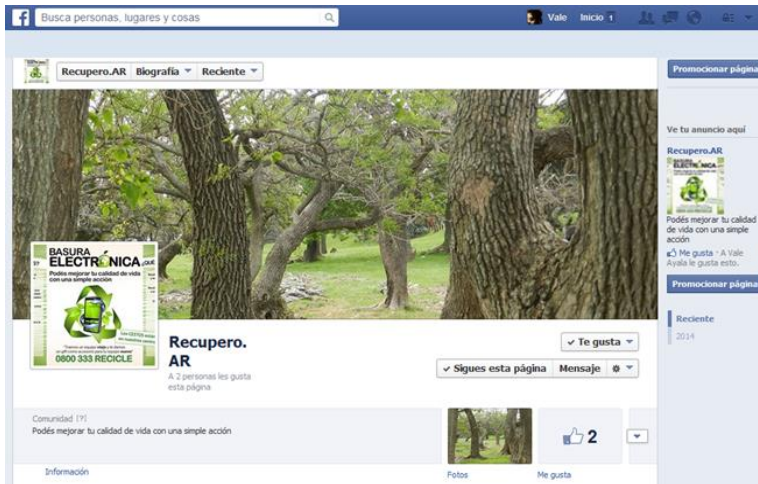 Busca personas, lugares y cosas
Vale
Inicio 1
Recupero.AR
Biografía
Reciente
Promocionar página
Ve tu anuncio aquí
Recupero.AR
BASURA
ELECTRÓNICA
Podés mejorar tu calidad de vida con una simple acción
Me gusta · A Vale
Ayala le gusta esto.
Promocionar página
Reciente
2014
BASURA
ELECTRÓNICA
¿QUÉ
Podés mejorar tu calidad de vida
con una simple acción
0800 333 RECICLE
Recupero.
AR
A 2 personas les gusta
esta página
Te gusta
Sigues esta página
Mensaje
Comunidad [?]
Podés mejorar tu calidad de vida con una simple acción
2
Información
Fotos
Me gusta